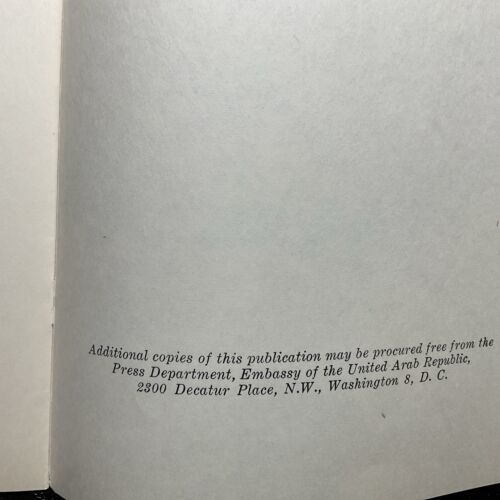 Additional copies of this publication may be procured free from the
Press Department, Embassy of the United Arab Republic,
2300 Decatur Place, N.W., Washington 8, D. C.